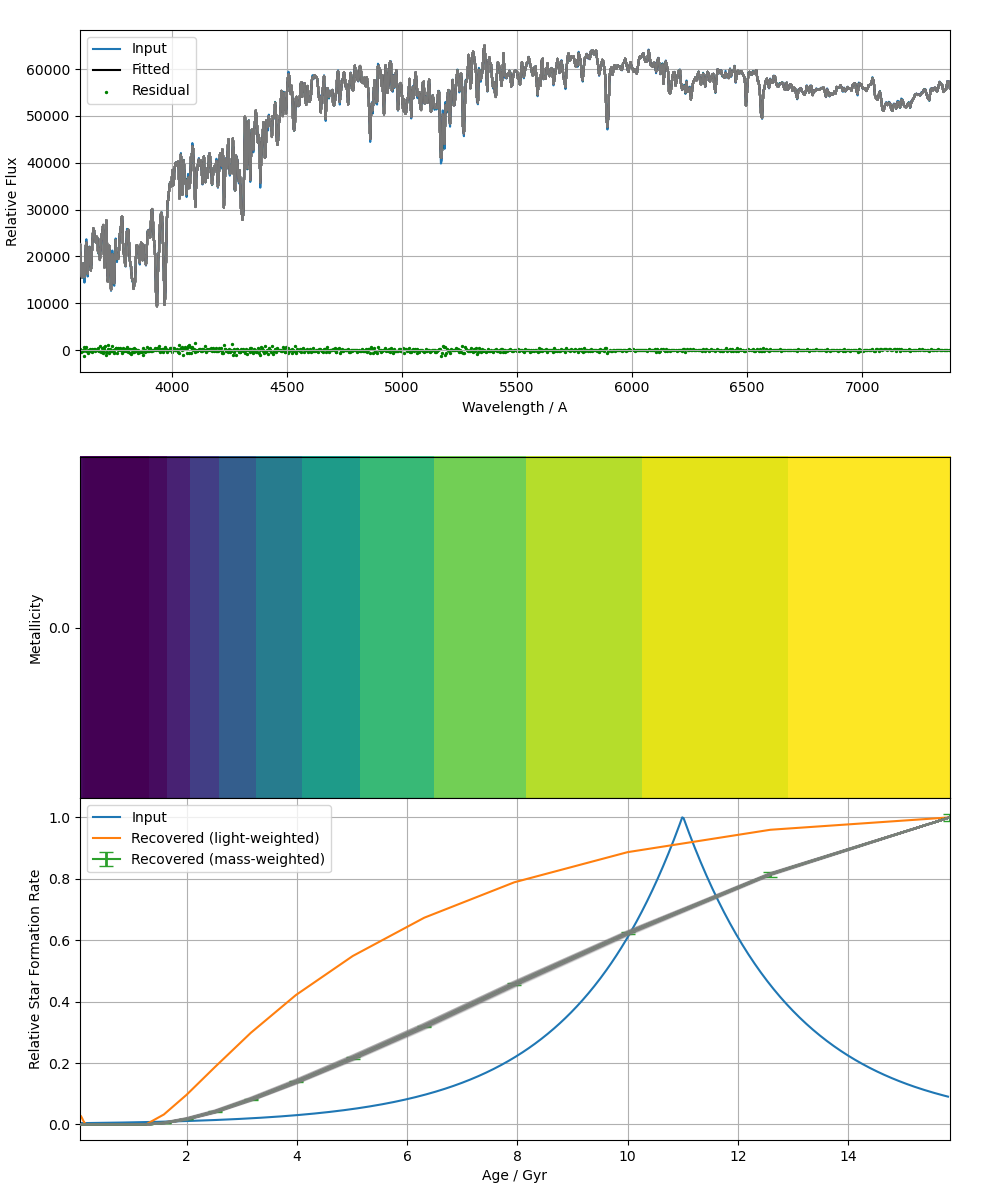 Input
Fitted
Residual
60000
50000
40000
30000
20000
10000
0
Relative Flux
4000 4500 5000 5500 6000 6500 7000
Wavelength / A
Metallicity
0.0
Input
Recovered (light-weighted)
Recovered (mass-weighted)
1.0
0.8
0.6
0.4
0.2
0.0
Relative Star Formation Rate
2 4 6 8 10 12 14
Age / Gyr